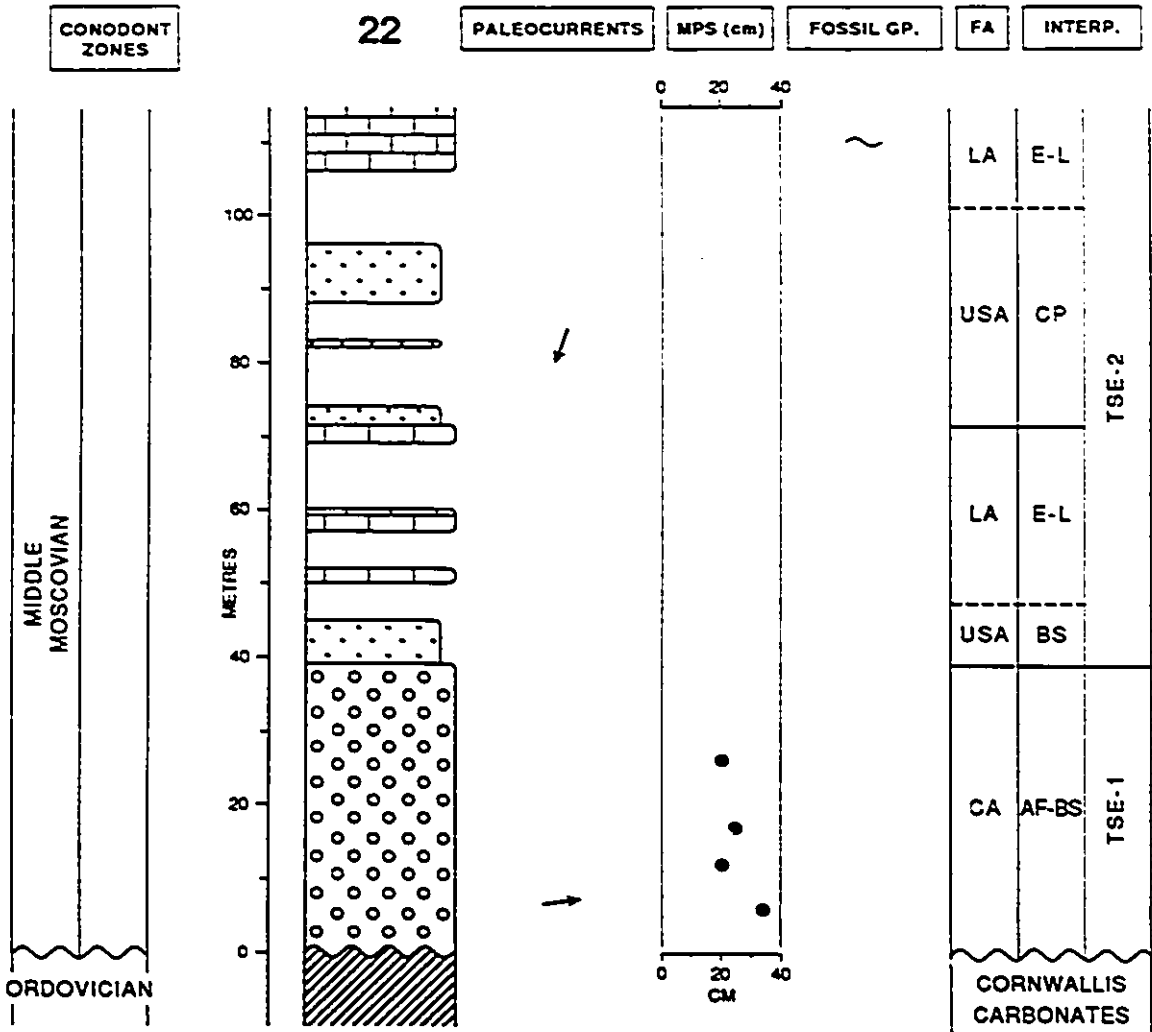 CONODONT
ZONES
22
PALEOCURRENTS
MPS (cm)
FOSSIL GP.
FA
INTERP.
0 20 40
LA E-L
100
USA CP
80
TSE-2
60
LA E-L
METRES
MIDDLE
MOSCOVIAN
USA BS
40
20
CA AF-BS
TSE-1
0
0 20 40
CM
ORDOVICIAN
CORNWALLIS
CARBONATES